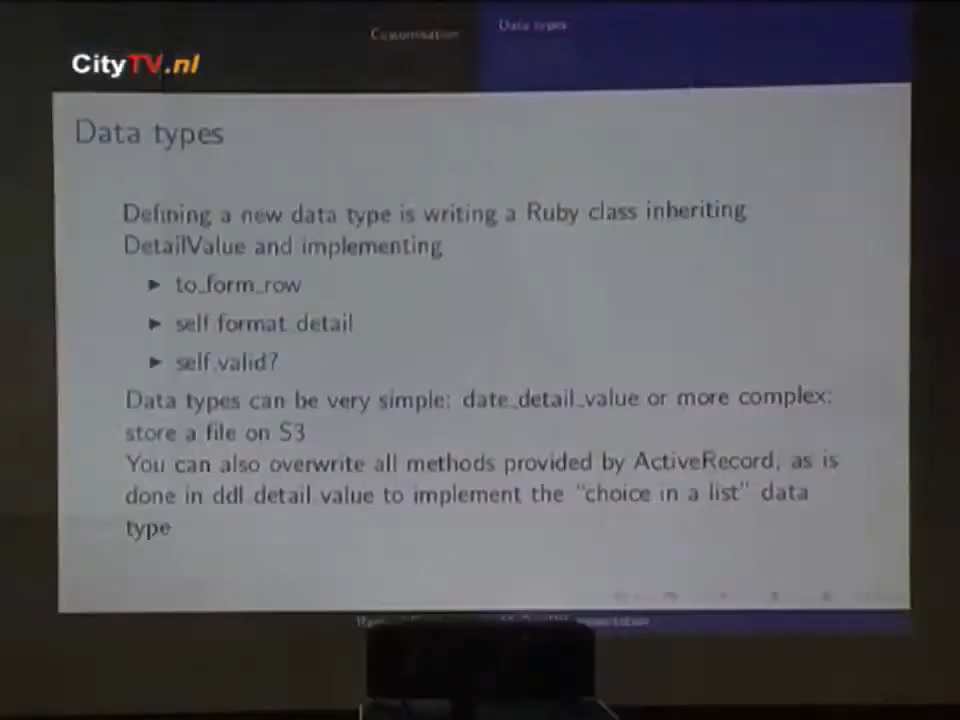 Customisation
Data types
CityTV.nl
Data types
Defining a new data type is writing a Ruby class inheriting
DetailValue and implementing
► to_form_row
► self.format_detail
► self.valid?
Data types can be very simple: date_detail_value or more complex:
store a file on S3
You can also overwrite all methods provided by ActiveRecord, as is
done in ddl_detail_value to implement the "choice in a list" data
type